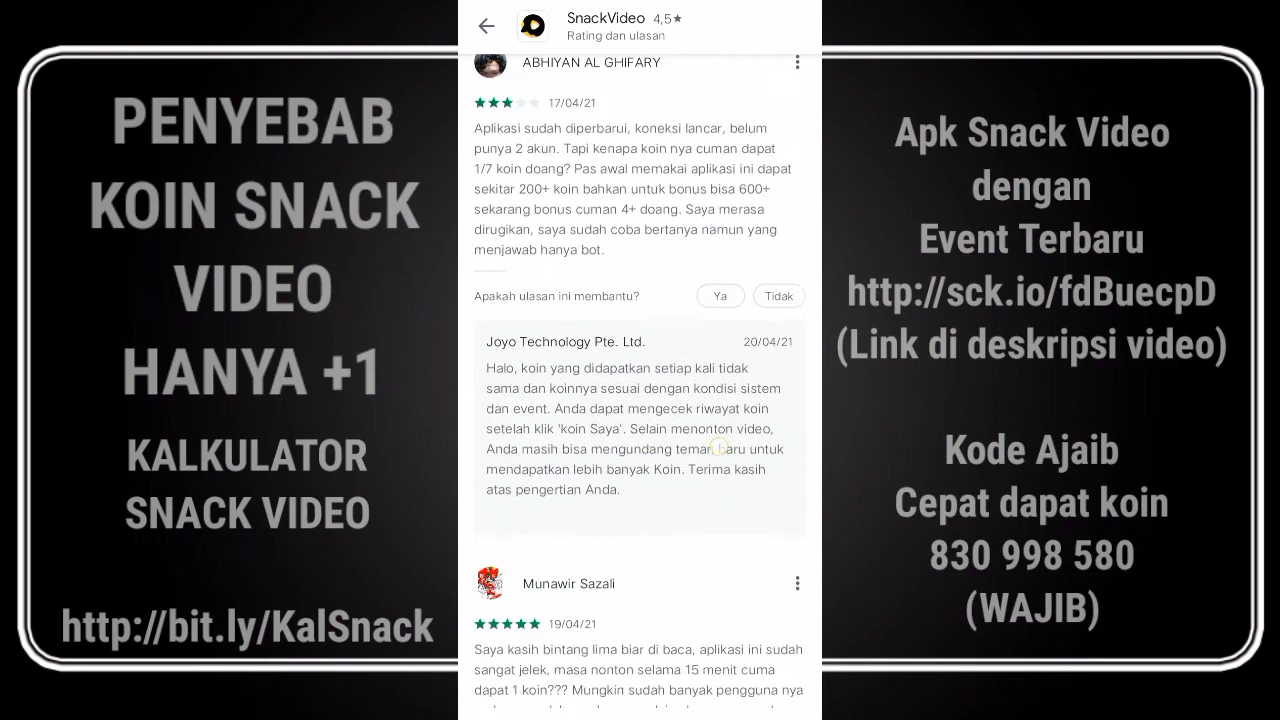 PENYEBAB
KOIN SNACK
VIDEO
HANYA +1
KALKULATOR
SNACK VIDEO
http://bit.ly/KalSnack
SnackVideo 4,5★
Rating dan ulasan
ABHIYAN AL GHIFARY
17/04/21
Aplikasi sudah diperbarui, koneksi lancar, belum
punya 2 akun. Tapi kenapa koin nya cuman dapat
1/7 koin doang? Pas awal memakai aplikasi ini dapat
sekitar 200+ koin bahkan untuk bonus bisa 600+
sekarang bonus cuman 4+ doang. Saya merasa
dirugikan, saya sudah coba bertanya namun yang
menjawab hanya bot.
Apakah ulasan ini membantu?
Ya
Tidak
Joyo Technology Pte. Ltd. 20/04/21
Halo, koin yang didapatkan setiap kali tidak
sama dan koinnya sesuai dengan kondisi sistem
dan event. Anda dapat mengecek riwayat koin
setelah klik 'koin Saya'. Selain menonton video,
Anda masih bisa mengundang teman baru untuk
mendapatkan lebih banyak Koin. Terima kasih
atas pengertian Anda.
Munawir Sazali
19/04/21
Saya kasih bintang lima biar di baca, aplikasi ini sudah
sangat jelek, masa nonton selama 15 menit cuma
dapat 1 koin??? Mungkin sudah banyak pengguna nya
Apk Snack Video
dengan
Event Terbaru
http://sck.io/fdBuecpD
(Link di deskripsi video)
Kode Ajaib
Cepat dapat koin
830 998 580
(WAJIB)